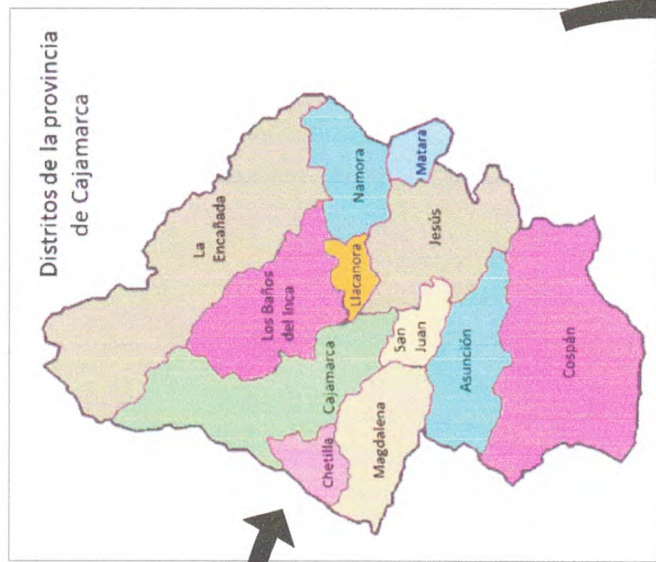 Distritos de la provincia
de Cajamarca
La
Encañada
Los Baños
del Inca
Namora
Llacanora
Matara
Cajamarca
Chetilla
Jesús
San
Juan
Magdalena
Asunción
Cospán